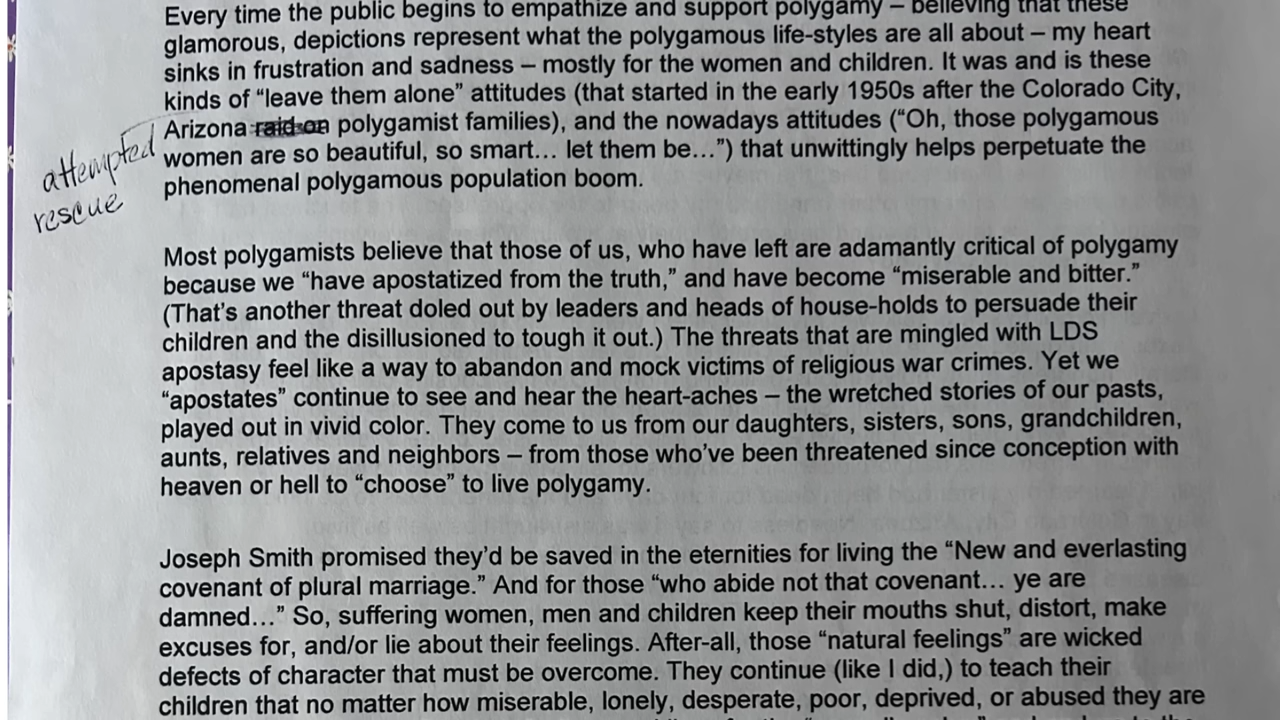 Every time the public begins to empathize and support polygamy – believing that these
glamorous, depictions represent what the polygamous life-styles are all about – my heart
sinks in frustration and sadness – mostly for the women and children. It was and is these
kinds of “leave them alone” attitudes (that started in the early 1950s after the Colorado City,
Arizona raid on polygamist families), and the nowadays attitudes (“Oh, those polygamous
women are so beautiful, so smart… let them be…”) that unwittingly helps perpetuate the
phenomenal polygamous population boom.
attempted
rescue
Most polygamists believe that those of us, who have left are adamantly critical of polygamy
because we “have apostatized from the truth,” and have become “miserable and bitter.”
(That’s another threat doled out by leaders and heads of house-holds to persuade their
children and the disillusioned to tough it out.) The threats that are mingled with LDS
apostasy feel like a way to abandon and mock victims of religious war crimes. Yet we
“apostates” continue to see and hear the heart-aches – the wretched stories of our pasts,
played out in vivid color. They come to us from our daughters, sisters, sons, grandchildren,
aunts, relatives and neighbors – from those who’ve been threatened since conception with
heaven or hell to “choose” to live polygamy.
Joseph Smith promised they’d be saved in the eternities for living the “New and everlasting
covenant of plural marriage.” And for those “who abide not that covenant… ye are
damned…” So, suffering women, men and children keep their mouths shut, distort, make
excuses for, and/or lie about their feelings. After-all, those “natural feelings” are wicked
defects of character that must be overcome. They continue (like I did,) to teach their
children that no matter how miserable, lonely, desperate, poor, deprived, or abused they are